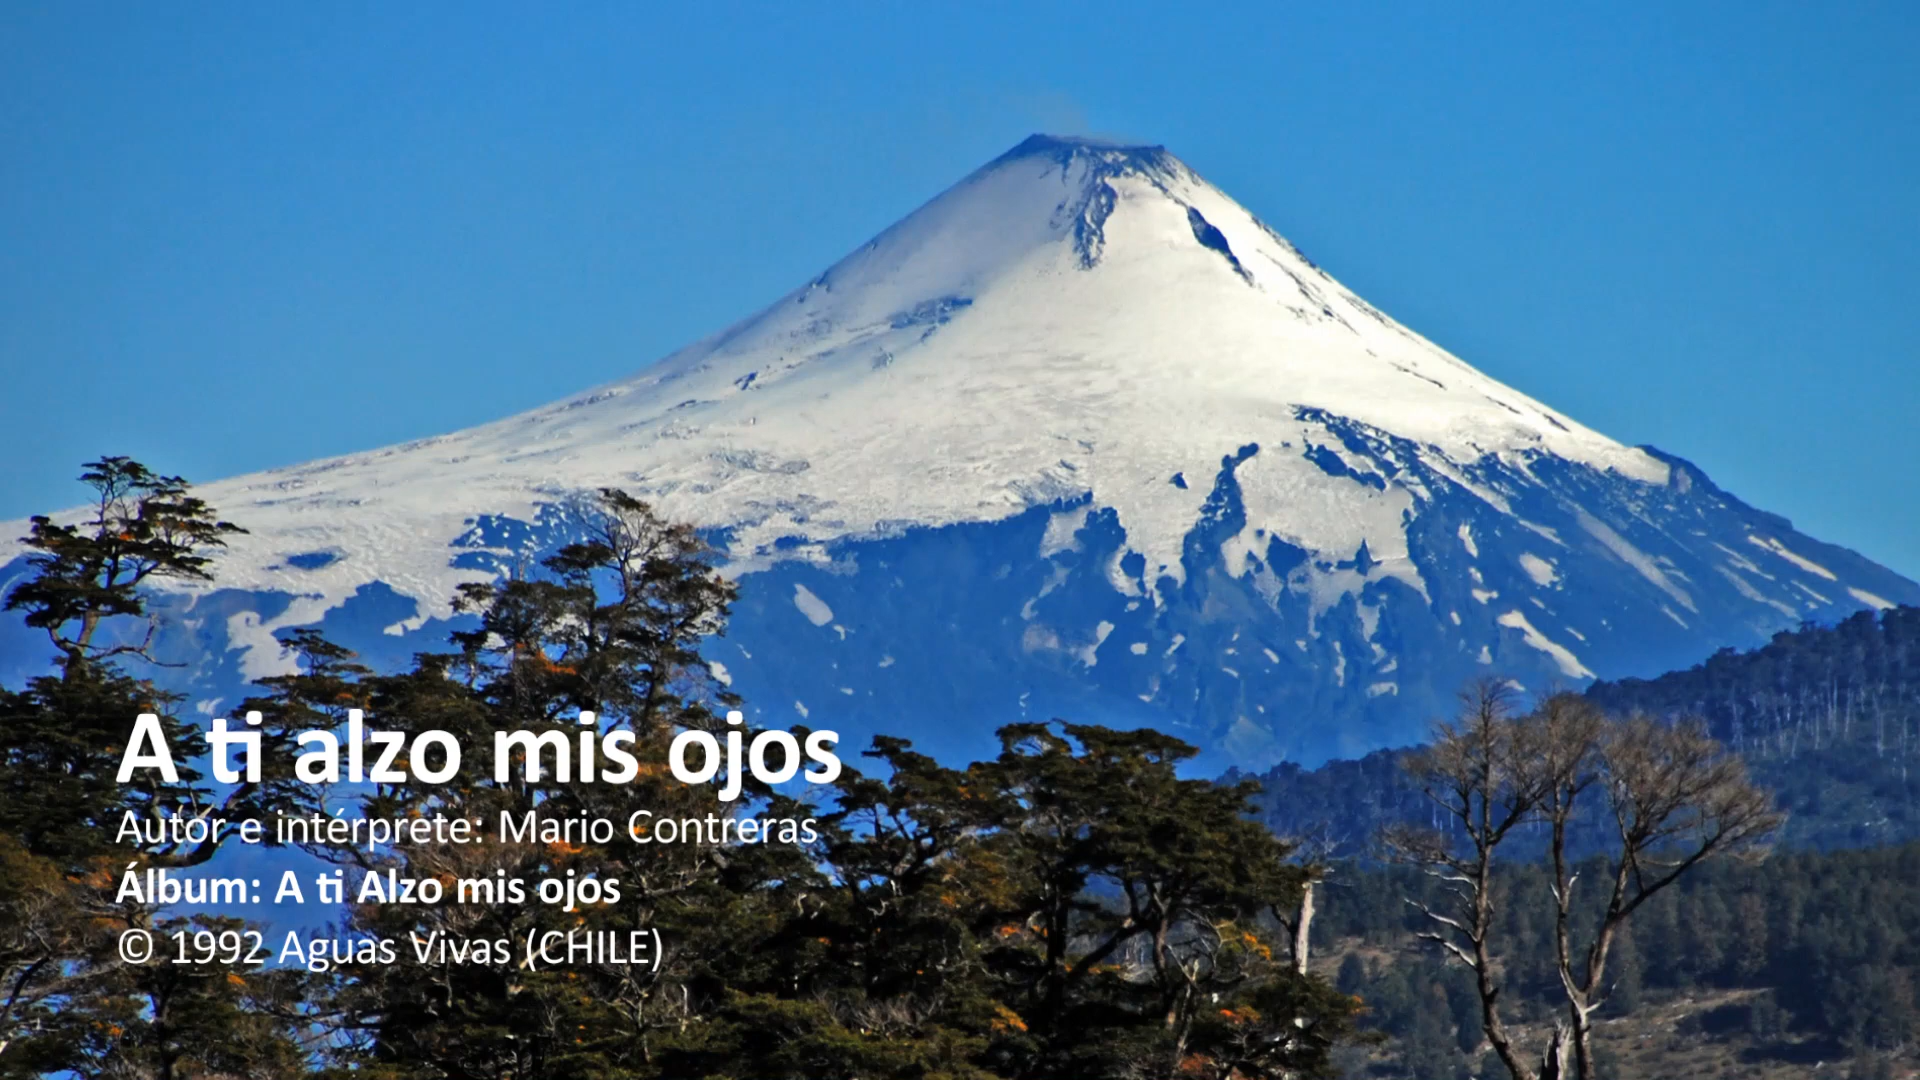 A ti alzo mis ojos
Autor e intérprete: Mario Contreras
Álbum: A ti Alzo mis ojos
© 1992 Aguas Vivas (CHILE)